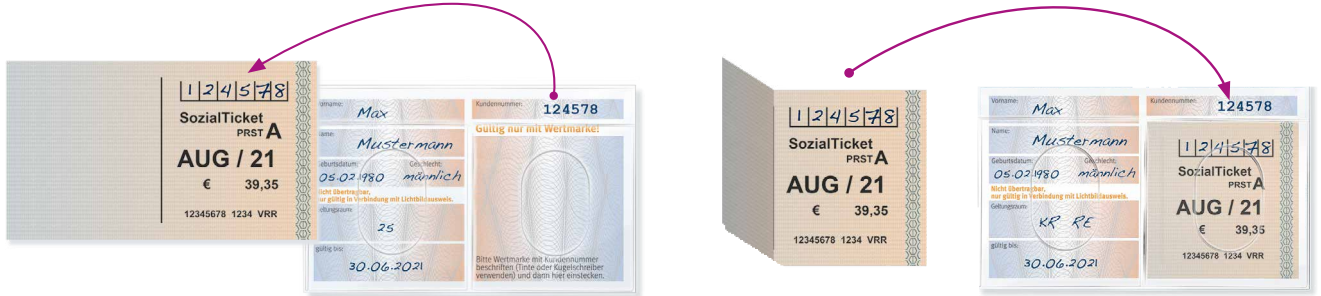 1 2 4 5 7 8
SozialTicket
PRST A
AUG / 21
€ 39,35
12345678 1234 VRR
Vorname: Max
Name: Mustermann
Geburtsdatum: Geschlecht:
05.02.1980 männlich
Nicht übertragbar,
nur gültig in Verbindung mit Lichtbildausweis.
Geltungsraum:
25
gültig bis:
30.06.2021
Kundennummer: 124578
Gültig nur mit Wertmarke!
Bitte Wertmarke mit Kundennummer
beschriften (Tinte oder Kugelschreiber
verwenden) und dann hier einstecken.
1 2 4 5 7 8
SozialTicket
PRST A
AUG / 21
€ 39,35
12345678 1234 VRR
Vorname: Max
Name: Mustermann
Geburtsdatum: Geschlecht:
05.02.1980 männlich
Nicht übertragbar,
nur gültig in Verbindung mit Lichtbildausweis.
Geltungsraum:
KR RE
gültig bis:
30.06.2021
Kundennummer: 124578
1 2 4 5 7 8
SozialTicket
PRST A
AUG / 21
€ 39,35
12345678 1234 VRR